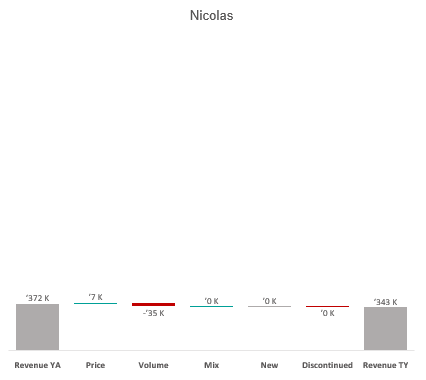 Nicolas
'372 K
'7 K
-'35 K
'0 K
'0 K
'0 K
'343 K
Revenue YA Price Volume Mix New Discontinued Revenue TY